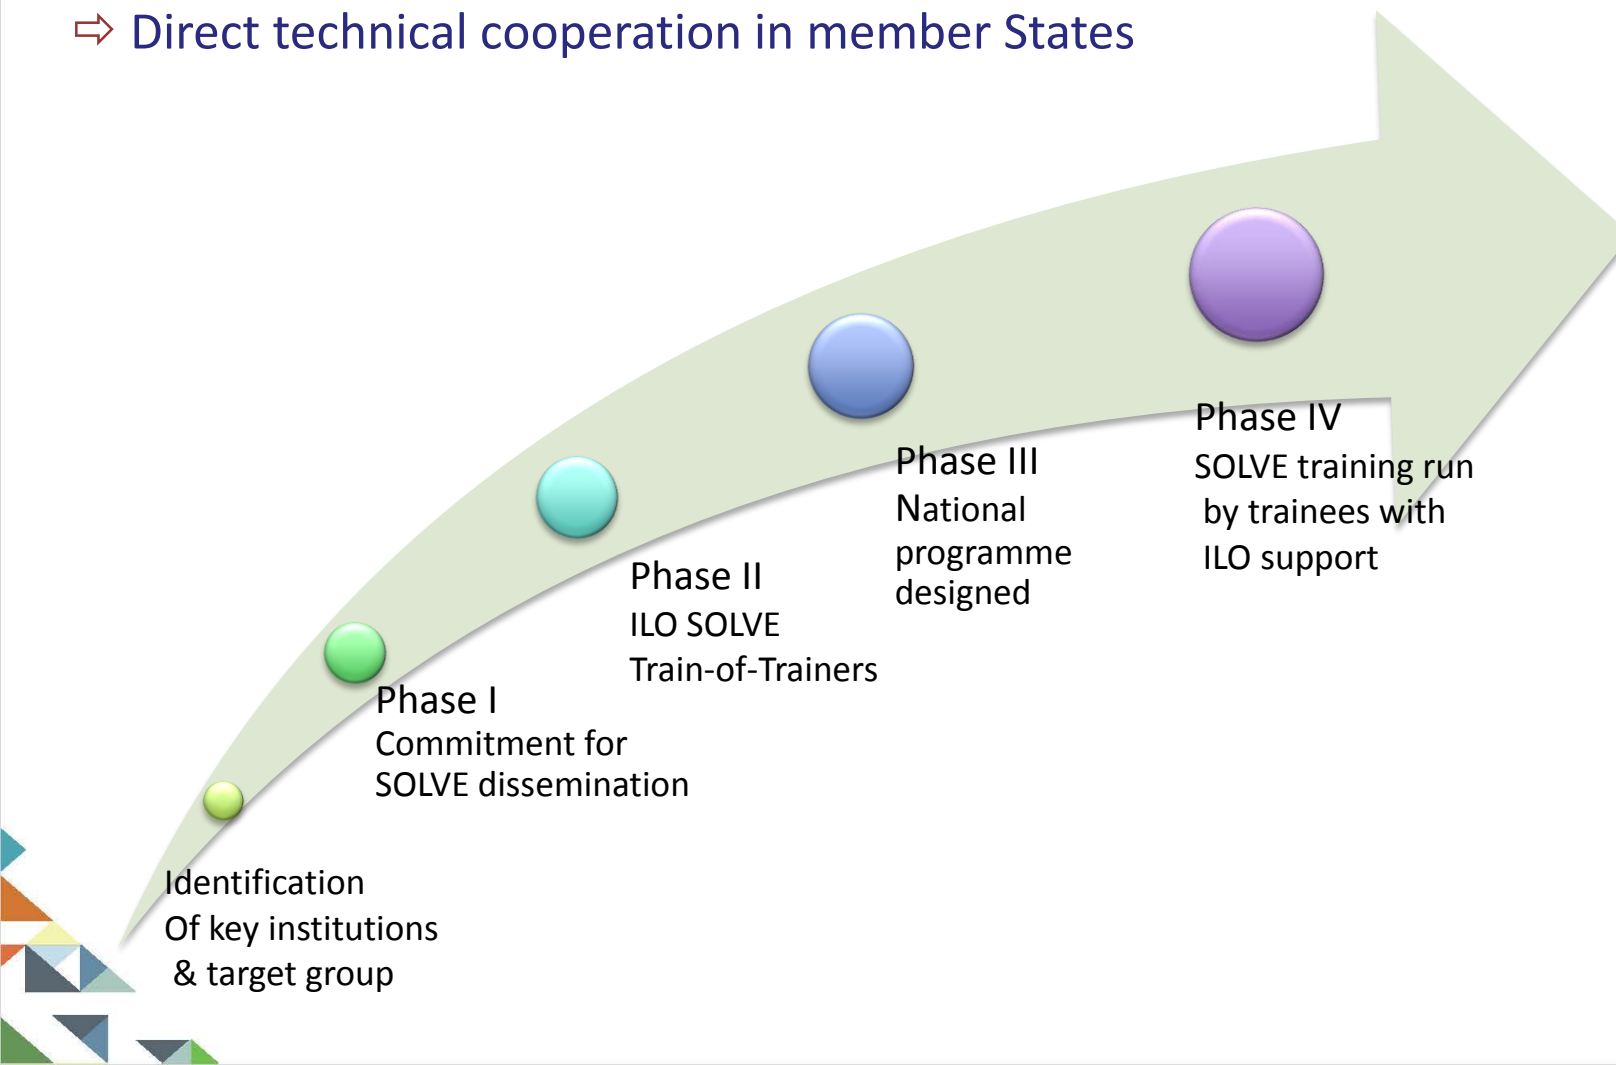 ⇨ Direct technical cooperation in member States
Identification
Of key institutions
& target group
Phase I
Commitment for
SOLVE dissemination
Phase II
ILO SOLVE
Train-of-Trainers
Phase III
National
programme
designed
Phase IV
SOLVE training run
by trainees with
ILO support